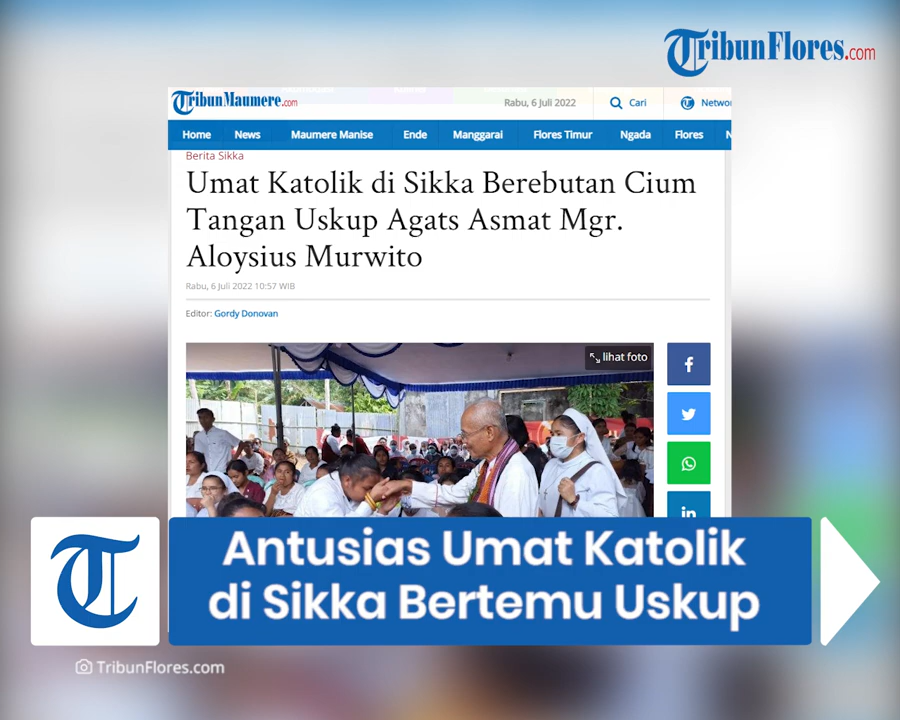 TribunFlores.com
TribunMaumere.com
Rabu, 6 Juli 2022
Cari
Networ
Home News Maumere Manise Ende Manggarai Flores Timur Ngada Flores N
Berita Sikka
Umat Katolik di Sikka Berebutan Cium
Tangan Uskup Agats Asmat Mgr.
Aloysius Murwito
Rabu, 6 Juli 2022 10:57 WIB
Editor: Gordy Donovan
lihat foto
f
in
T
Antusias Umat Katolik
di Sikka Bertemu Uskup
TribunFlores.com